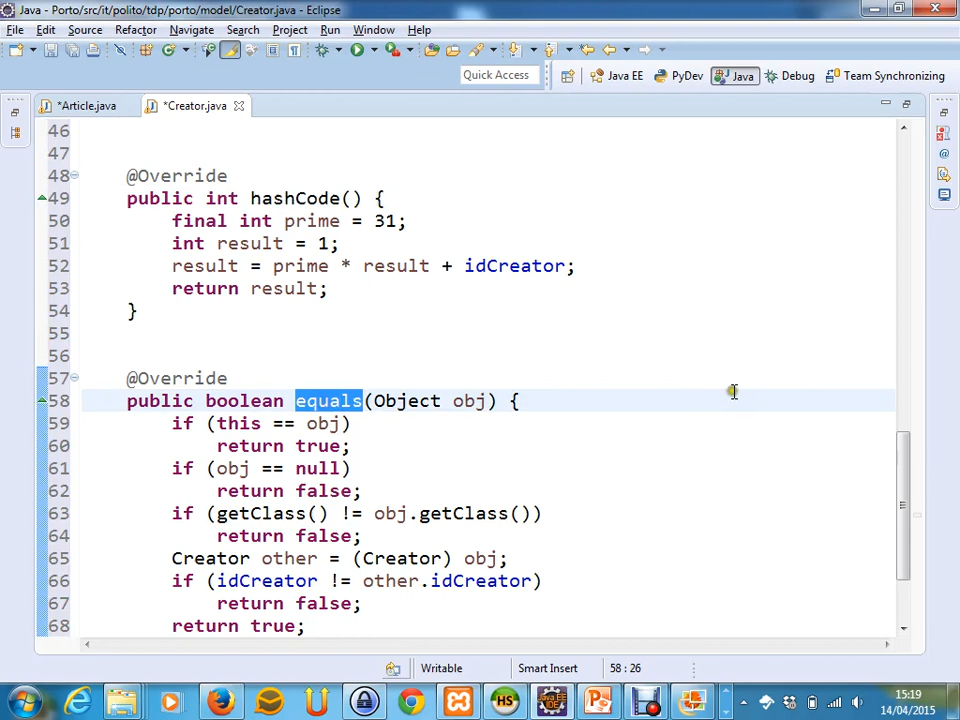 Java - Porto/src/it/polito/tdp/porto/model/Creator.java - Eclipse
File Edit Source Refactor Navigate Search Project Run Window Help
Quick Access Java EE PyDev Java Debug Team Synchronizing
*Article.java *Creator.java
46
47
48 @Override
49 public int hashCode() {
50 final int prime = 31;
51 int result = 1;
52 result = prime * result + idCreator;
53 return result;
54 }
55
56
57 @Override
58 public boolean equals(Object obj) {
59 if (this == obj)
60 return true;
61 if (obj == null)
62 return false;
63 if (getClass() != obj.getClass())
64 return false;
65 Creator other = (Creator) obj;
66 if (idCreator != other.idCreator)
67 return false;
68 return true;
Writable Smart Insert 58 : 26
HS Java EE IDE
15:19
14/04/2015